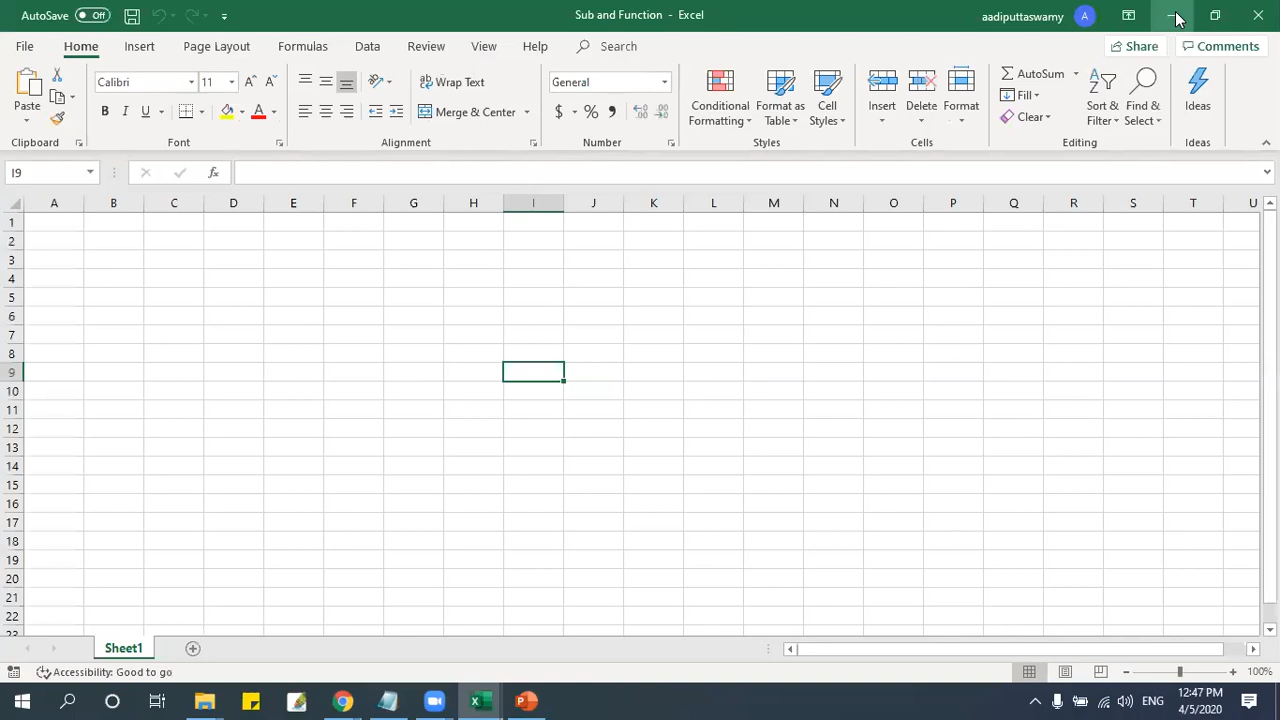 AutoSave Off Sub and Function - Excel aadiputtaswamy A
File Home Insert Page Layout Formulas Data Review View Help Search Share Comments
Paste Calibri 11 A A Wrap Text General Conditional Formatting Format as Table Cell Styles Insert Delete Format AutoSum Sort & Filter Find & Select Ideas
B I U A Merge & Center $ % , Fill
Clear
Clipboard Font Alignment Number Styles Cells Editing Ideas
I9 fx
A B C D E F G H I J K L M N O P Q R S T U
1
2
3
4
5
6
7
8
9
10
11
12
13
14
15
16
17
18
19
20
21
22
23
Sheet1
Accessibility: Good to go 100%
ENG 12:47 PM
4/5/2020